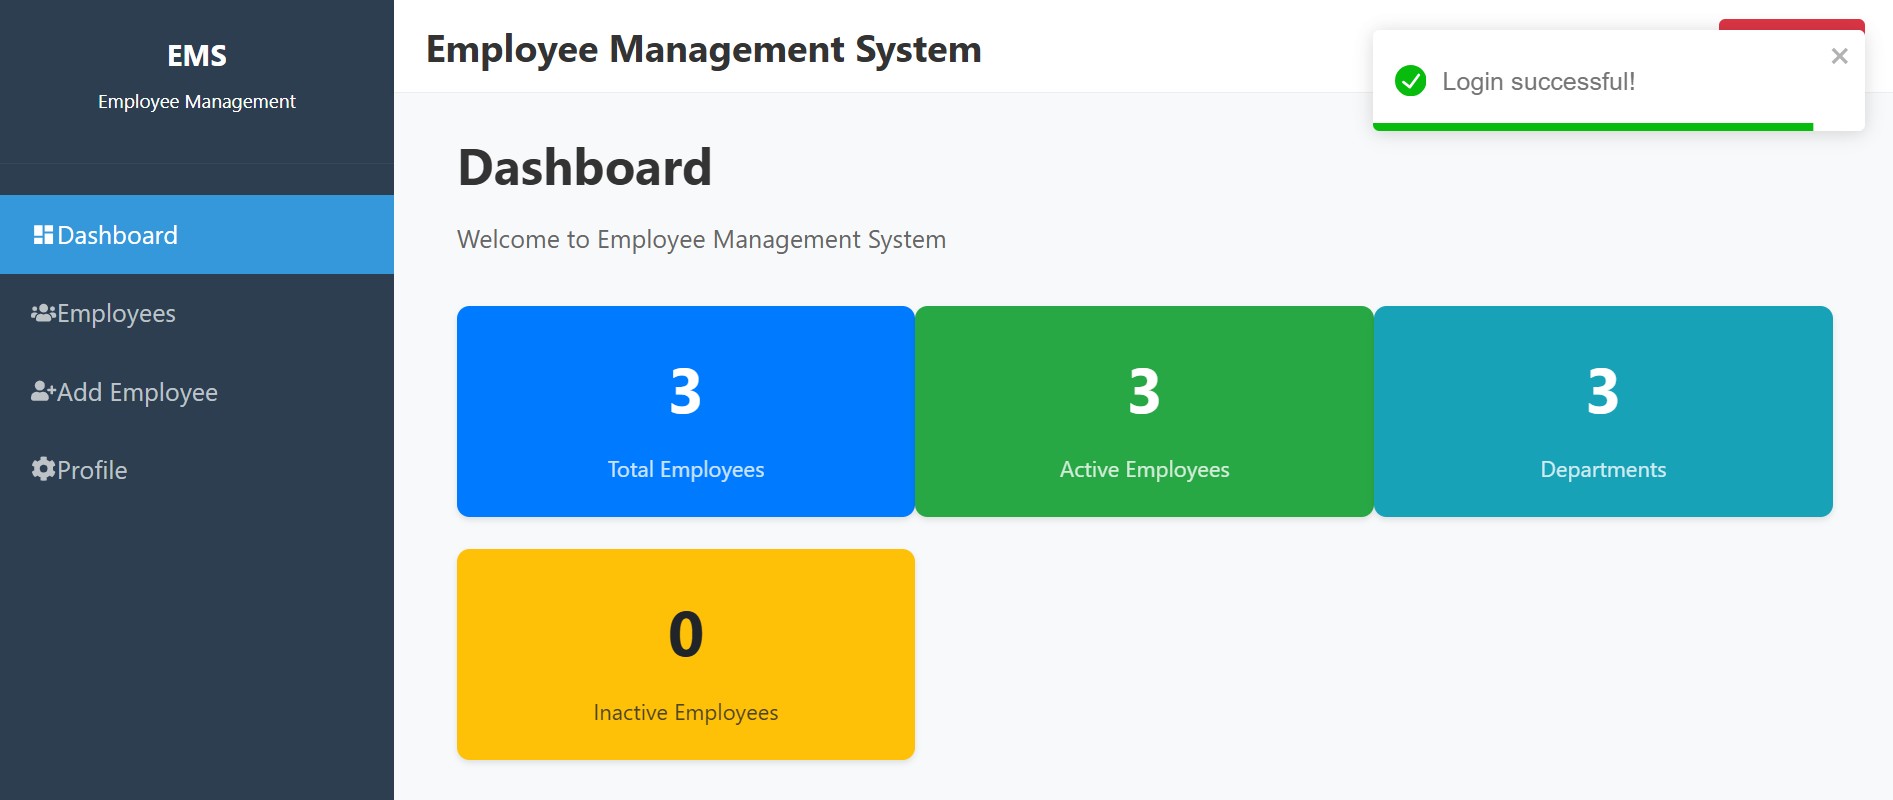 EMS
Employee Management
Dashboard
Employees
Add Employee
Profile
Employee Management System
Login successful!
Dashboard
Welcome to Employee Management System
3
Total Employees
3
Active Employees
3
Departments
0
Inactive Employees